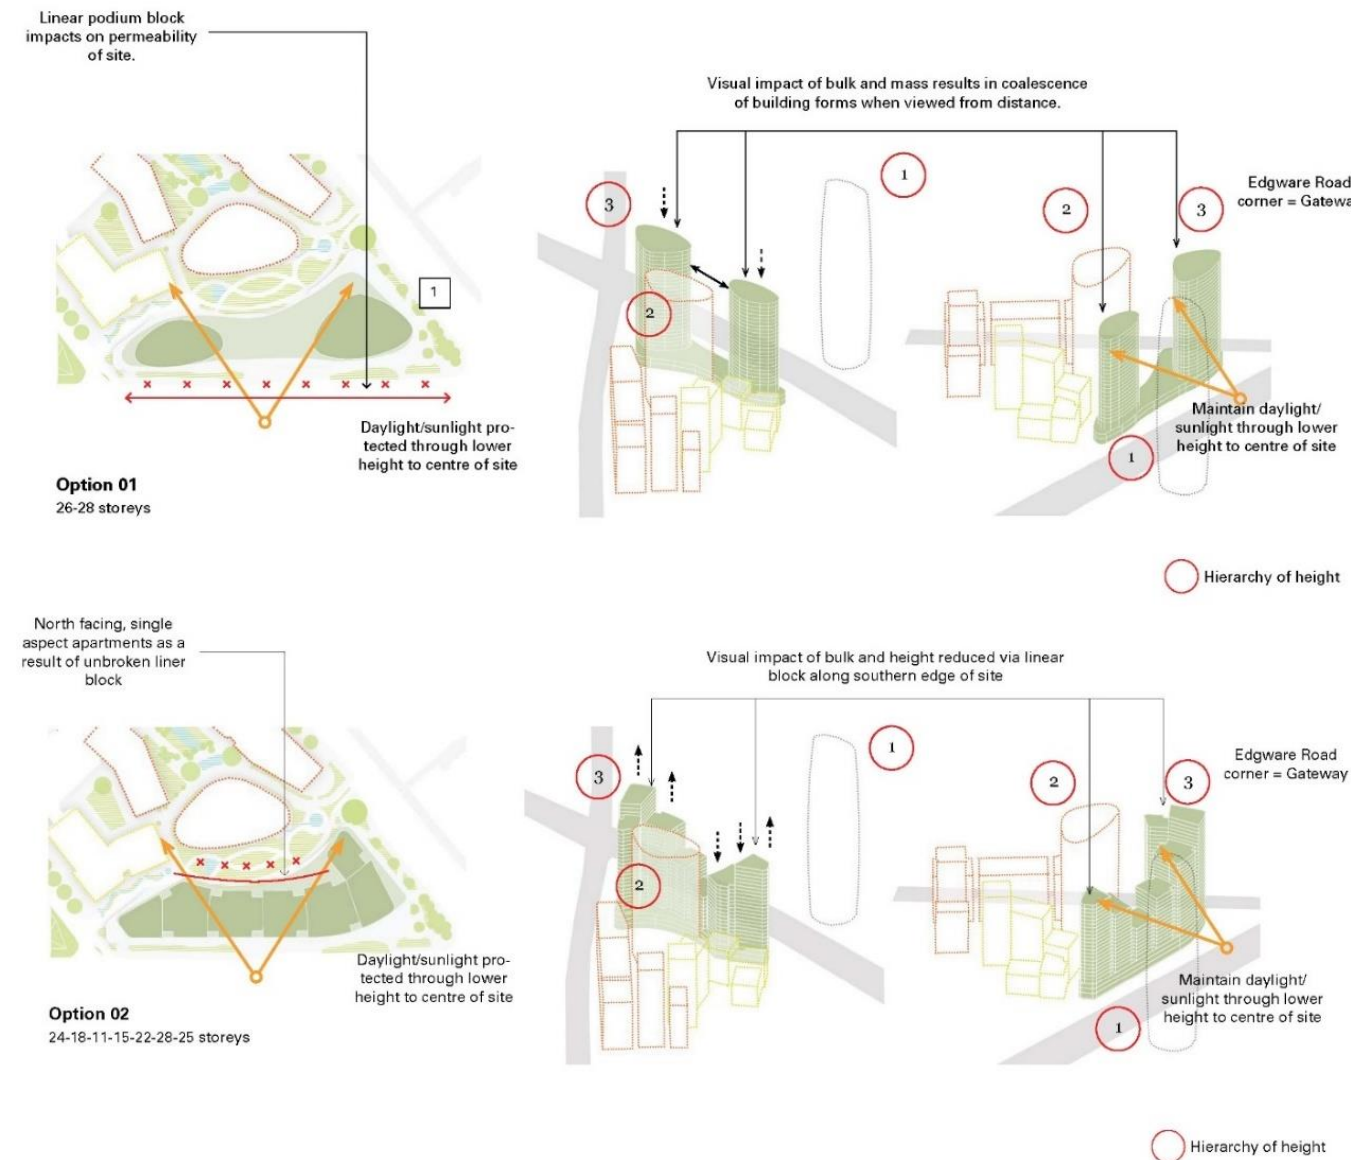 Linear podium block
impacts on permeability
of site.
Visual impact of bulk and mass results in coalescence
of building forms when viewed from distance.
1
3
2
3
Edgware Road
corner = Gatewa
1
2
Daylight/sunlight pro-
tected through lower
height to centre of site
Maintain daylight/
sunlight through lower
height to centre of site
1
Option 01
26-28 storeys
Hierarchy of height
North facing, single
aspect apartments as a
result of unbroken liner
block
Visual impact of bulk and height reduced via linear
block along southern edge of site
1
3
2
3
Edgware Road
corner = Gateway
2
Daylight/sunlight pro-
tected through lower
height to centre of site
Maintain daylight/
sunlight through lower
height to centre of site
1
Option 02
24-18-11-15-22-28-25 storeys
Hierarchy of height